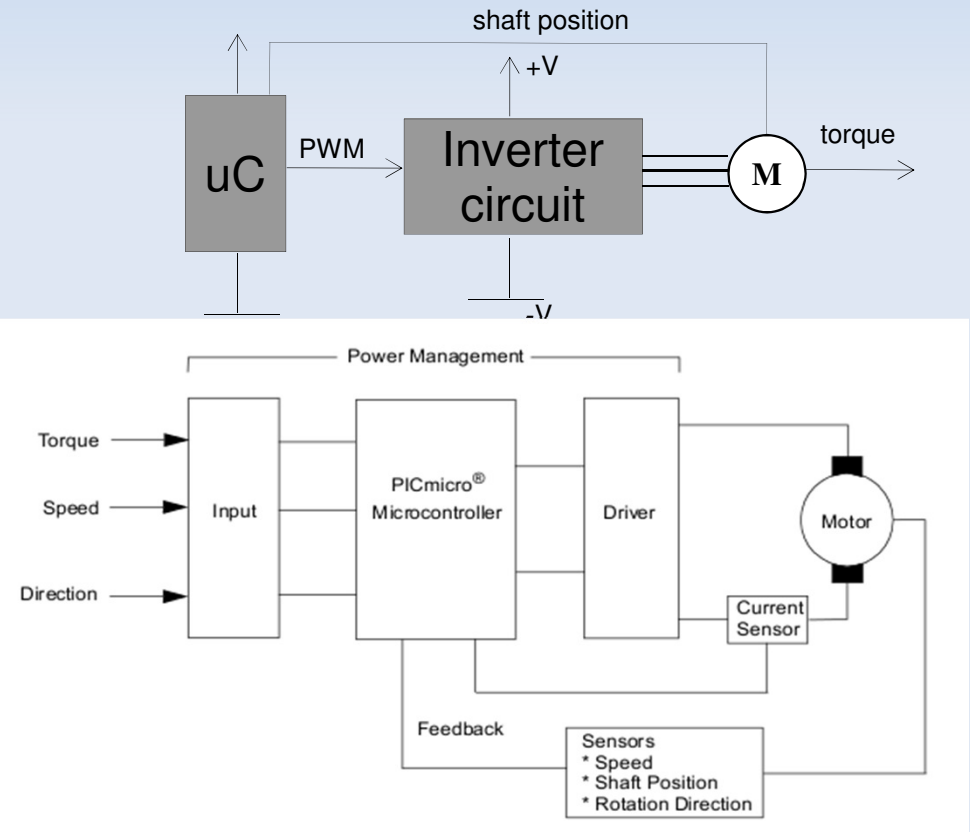 shaft position
+V
torque
PWM
uC
Inverter
circuit
M
-V
Power Management
Torque
Speed
Direction
Input
PICmicro®
Microcontroller
Driver
Motor
Current
Sensor
Feedback
Sensors
* Speed
* Shaft Position
* Rotation Direction